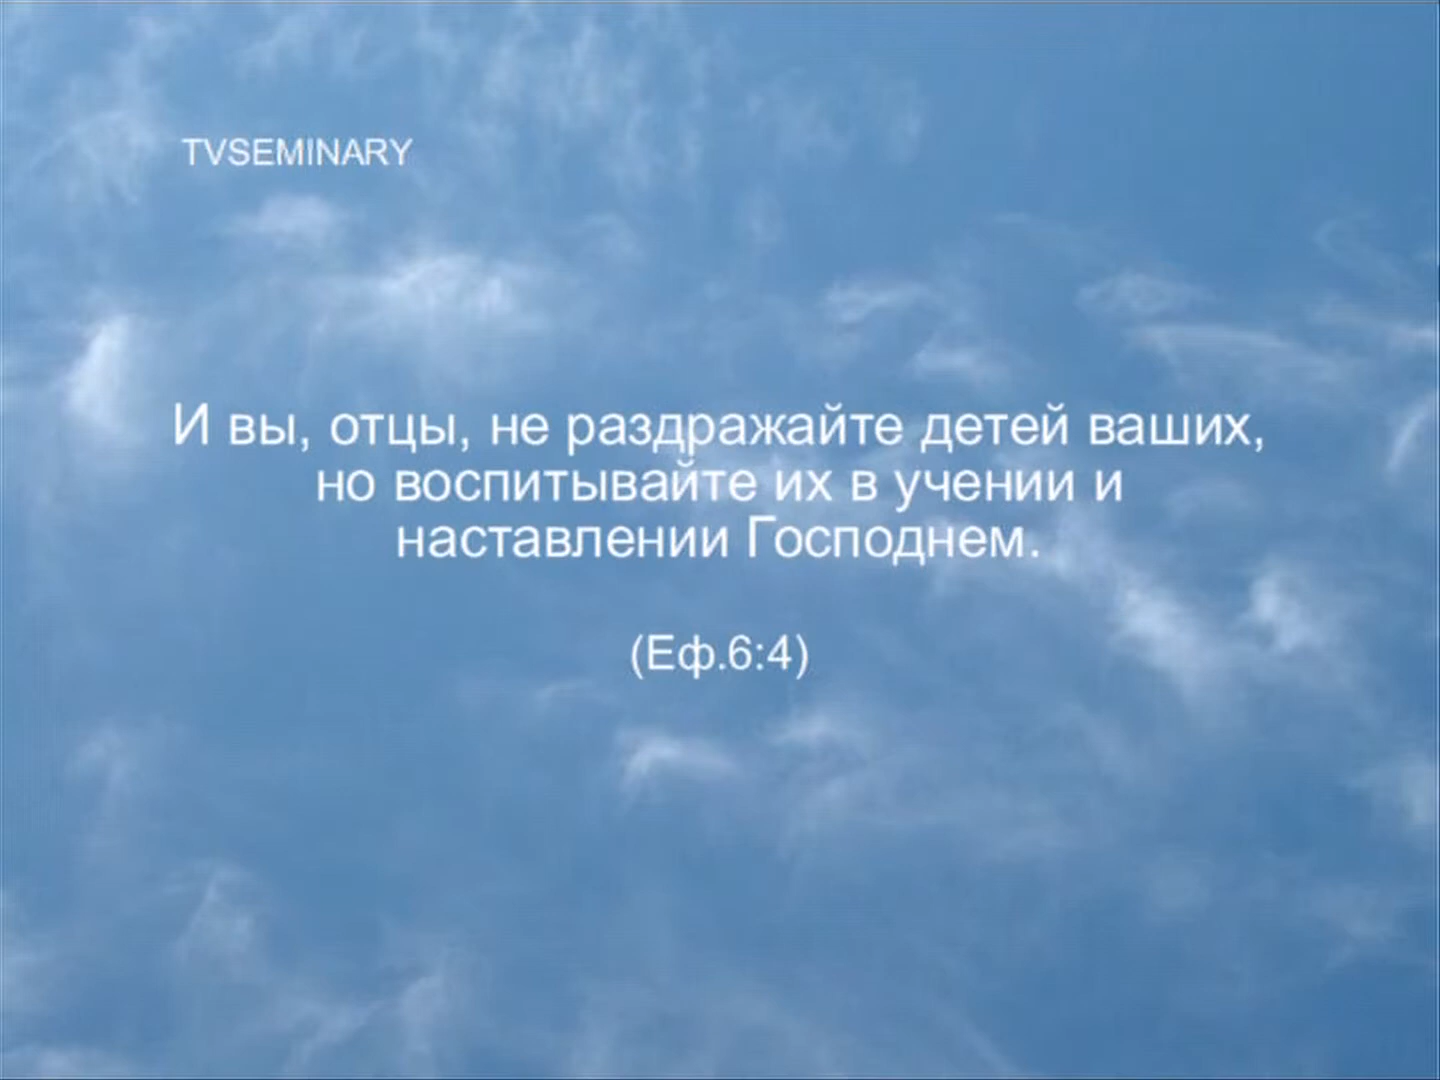 TVSEMINARY
И вы, отцы, не раздражайте детей ваших,
но воспитывайте их в учении и
наставлении Господнем.
(Еф.6:4)